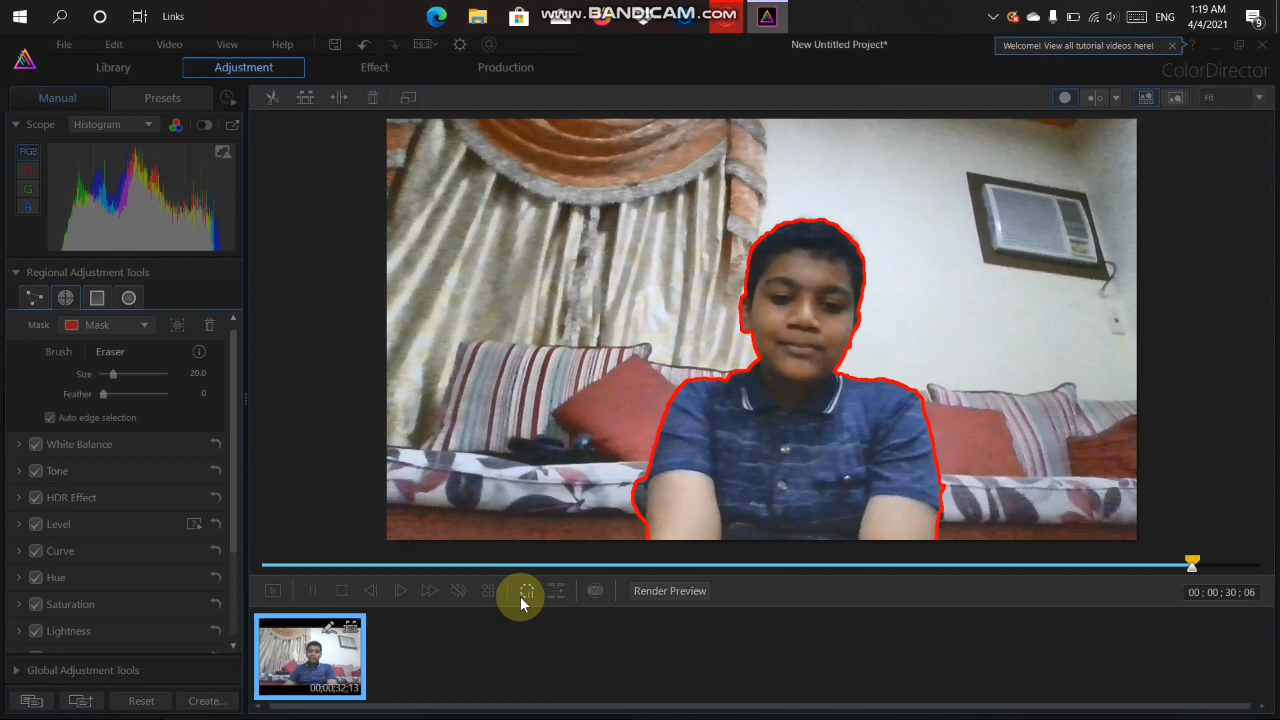 Links
www.BANDICAM.com
ENG
1:19 AM
4/4/2021
9
File
Edit
Video
View
Help
16:9
New Untitled Project*
Welcome! View all tutorial videos here!
Library
Adjustment
Effect
Production
ColorDirector
Manual
Presets
Fit
Scope
Histogram
RGB
R
G
B
Regional Adjustment Tools
Mask
Mask
Brush
Eraser
Size
20.0
Feather
0
Auto edge selection
White Balance
Tone
HDR Effect
Level
Curve
Hue
Saturation
Lightness
Global Adjustment Tools
Reset
Create...
Render Preview
00 ; 00 ; 30 ; 06
00;00;32;13